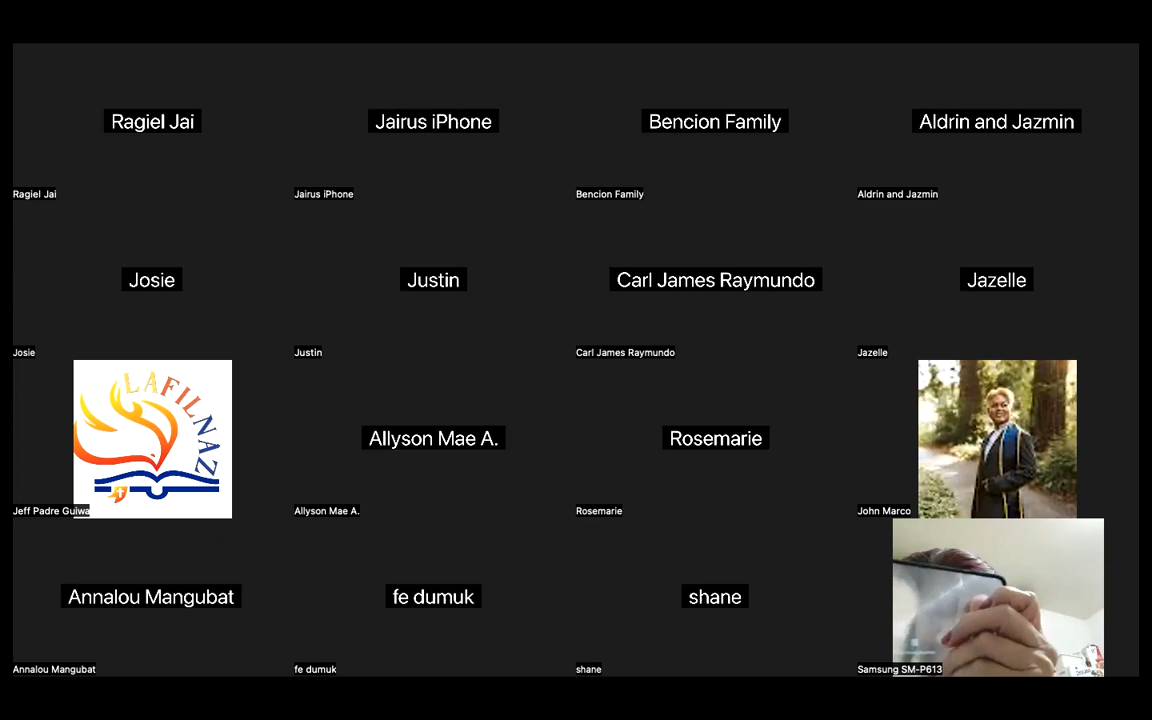 Ragiel Jai
Jairus iPhone
Bencion Family
Aldrin and Jazmin
Ragiel Jai
Jairus iPhone
Bencion Family
Aldrin and Jazmin
Josie
Justin
Carl James Raymundo
Jazelle
Josie
Justin
Carl James Raymundo
Jazelle
LAFILNAZ
Allyson Mae A.
Rosemarie
Jeff Padre Guiwa
Allyson Mae A.
Rosemarie
John Marco
Annalou Mangubat
fe dumuk
shane
Annalou Mangubat
fe dumuk
shane
Samsung SM-P613